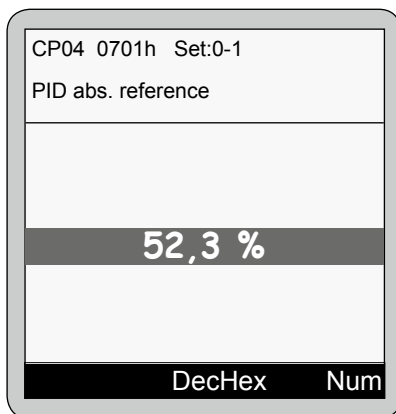 CP04 0701h Set:0-1
PID abs. reference
52,3 %
DecHex Num